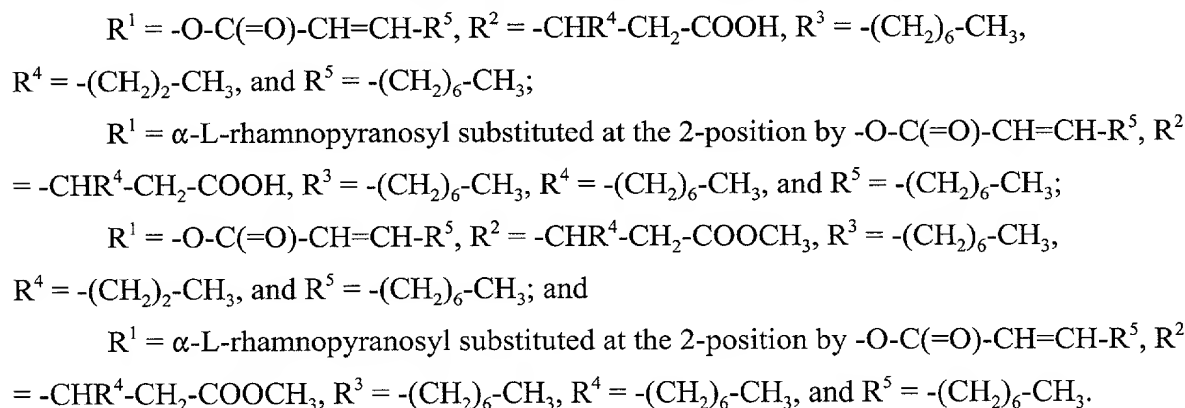 R¹ = -O-C(=O)-CH=CH-R⁵, R² = -CHR⁴-CH₂-COOH, R³ = -(CH₂)₆-CH₃,
R⁴ = -(CH₂)₂-CH₃, and R⁵ = -(CH₂)₆-CH₃;
R¹ = α-L-rhamnopyranosyl substituted at the 2-position by -O-C(=O)-CH=CH-R⁵, R²
= -CHR⁴-CH₂-COOH, R³ = -(CH₂)₆-CH₃, R⁴ = -(CH₂)₆-CH₃, and R⁵ = -(CH₂)₆-CH₃;
R¹ = -O-C(=O)-CH=CH-R⁵, R² = -CHR⁴-CH₂-COOCH₃, R³ = -(CH₂)₆-CH₃,
R⁴ = -(CH₂)₂-CH₃, and R⁵ = -(CH₂)₆-CH₃; and
R¹ = α-L-rhamnopyranosyl substituted at the 2-position by -O-C(=O)-CH=CH-R⁵, R²
= -CHR⁴-CH₂-COOCH₃, R³ = -(CH₂)₆-CH₃, R⁴ = -(CH₂)₆-CH₃, and R⁵ = -(CH₂)₆-CH₃.